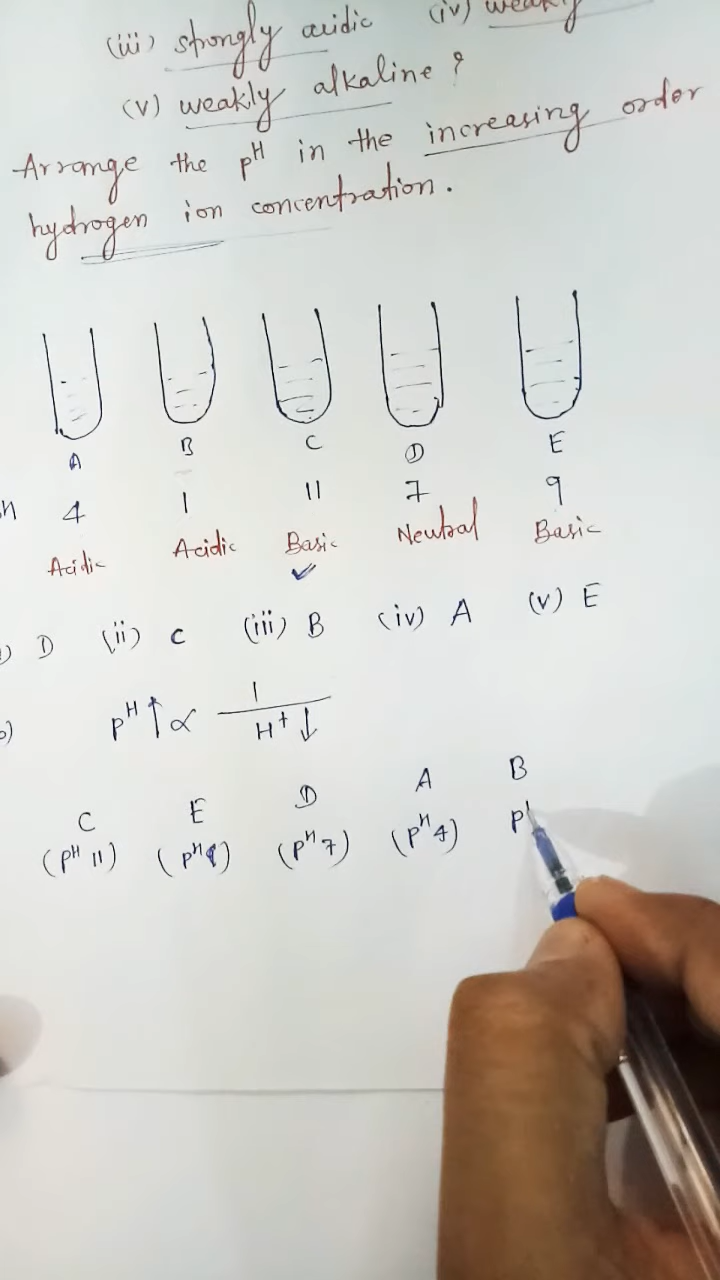 (iii) strongly acidic (iv) weakly
(v) weakly alkaline ?
Arrange the pH in the increasing order
hydrogen ion concentration.
A B C D E
4 1 11 7 9
Acidic Acidic Basic Neutral Basic
D (ii) C (iii) B (iv) A (v) E
pH ↑ ∝ 1
H+ ↓
C E D A B
(pH 11) (pH 9) (pH 7) (pH 4) p